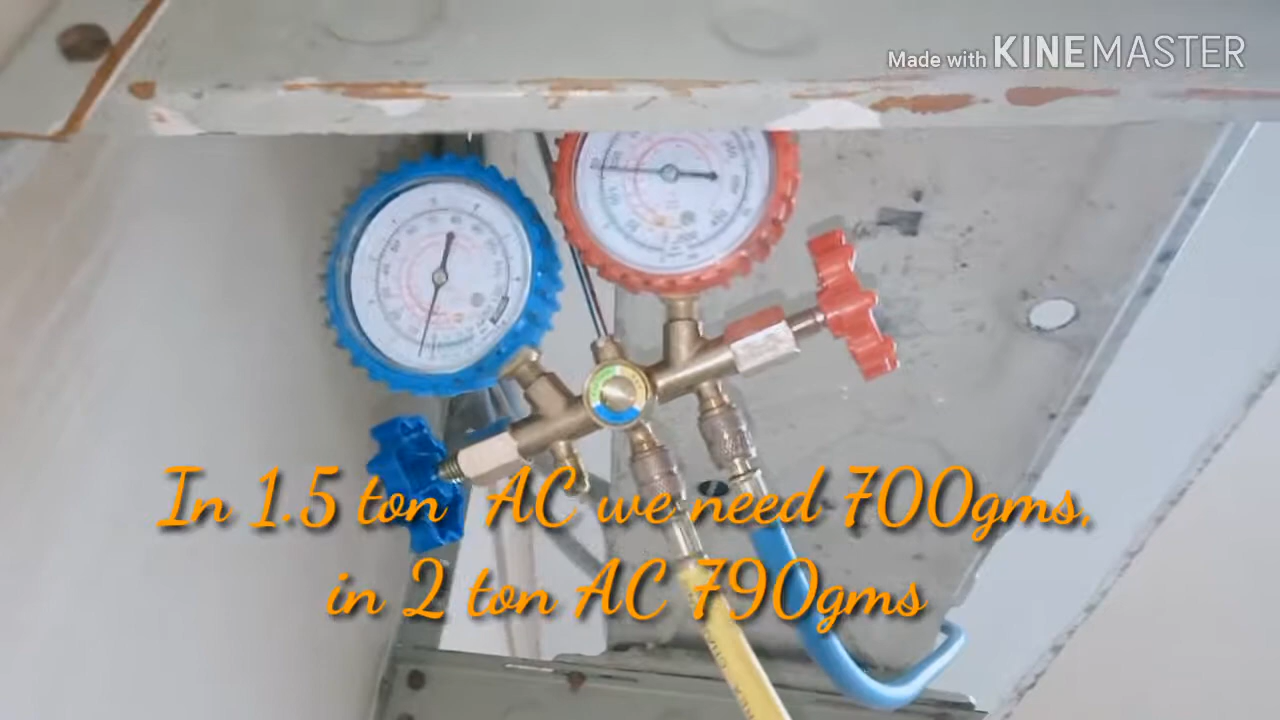 Made with KINEMASTER
In 1.5 ton AC we need 700gms,
in 2 ton AC 790gms